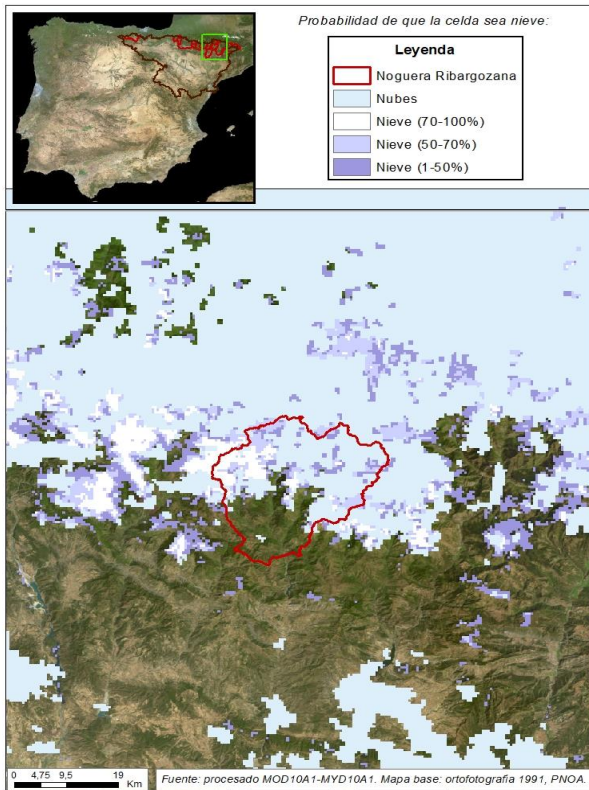 Probabilidad de que la celda sea nieve:
Leyenda
Noguera Ribargozana
Nubes
Nieve (70-100%)
Nieve (50-70%)
Nieve (1-50%)
0 4,75 9,5 19
Km
Fuente: procesado MOD10A1-MYD10A1. Mapa base: ortofotografia 1991, PNOA.